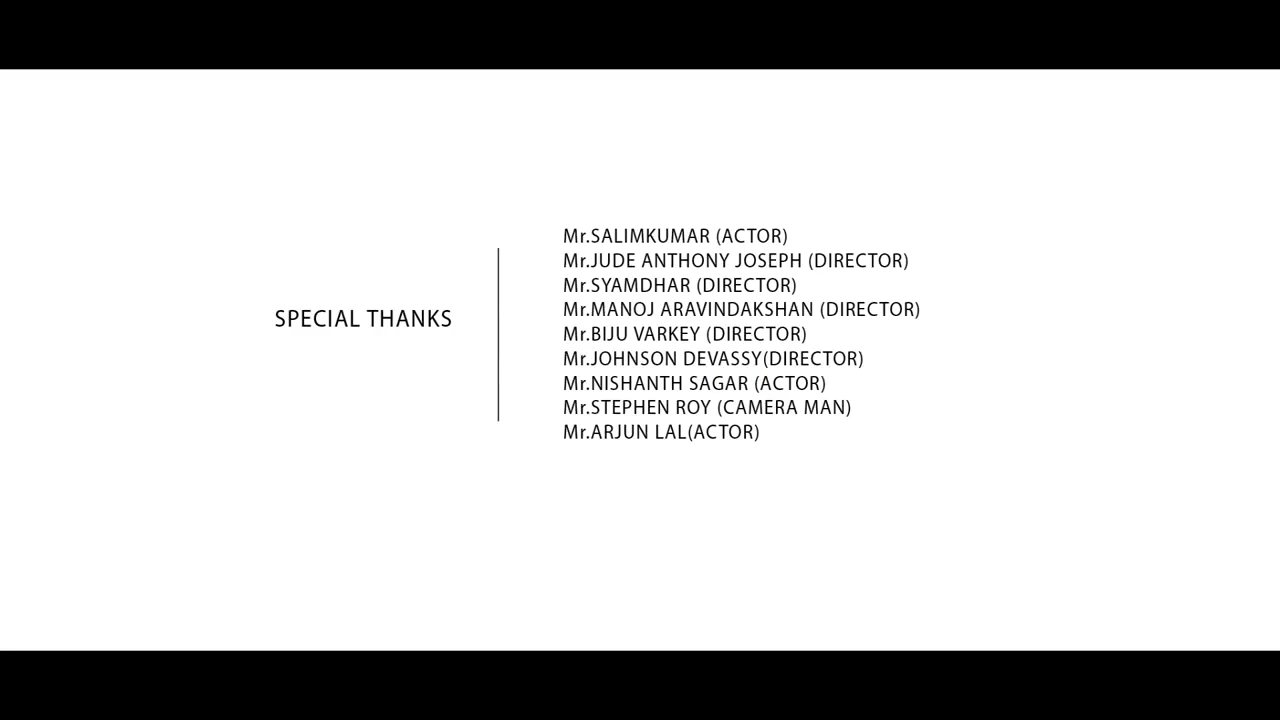 SPECIAL THANKS
Mr.SALIMKUMAR (ACTOR)
Mr.JUDE ANTHONY JOSEPH (DIRECTOR)
Mr.SYAMDHAR (DIRECTOR)
Mr.MANOJ ARAVINDAKSHAN (DIRECTOR)
Mr.BIJU VARKEY (DIRECTOR)
Mr.JOHNSON DEVASSY(DIRECTOR)
Mr.NISHANTH SAGAR (ACTOR)
Mr.STEPHEN ROY (CAMERA MAN)
Mr.ARJUN LAL(ACTOR)